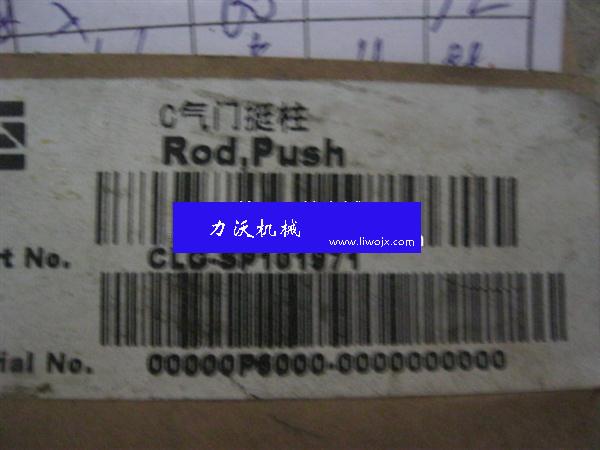 C气门挺柱
Rod,Push
力沃机械
www.liwojx.com
t No. CLG-SP101971
ial No. 00000P6000-0000000000